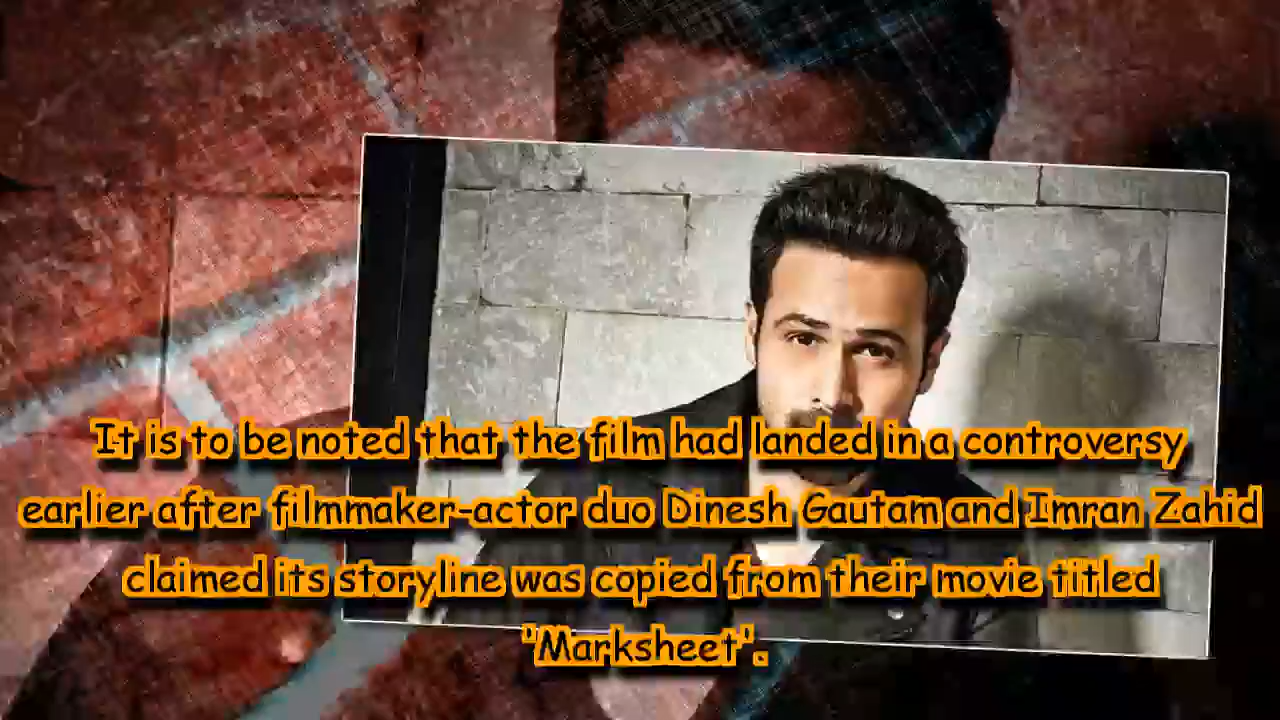 It is to be noted that the film had landed in a controversy
earlier after filmmaker-actor duo Dinesh Gautam and Imran Zahid
claimed its storyline was copied from their movie titled
'Marksheet'.